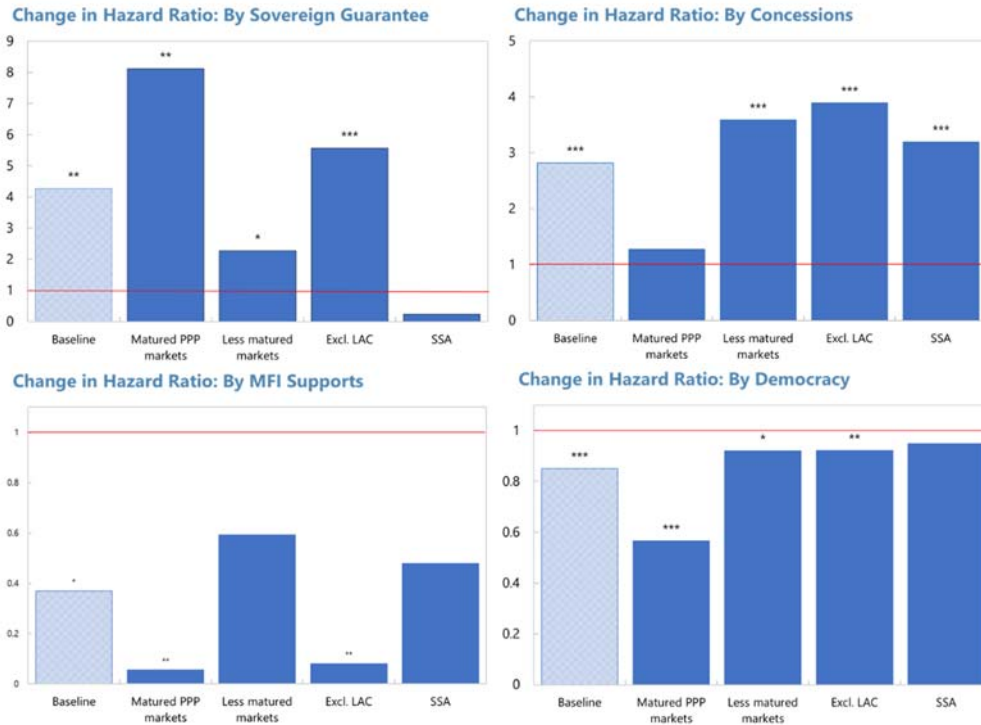 Change in Hazard Ratio: By Sovereign Guarantee
9
8
7
6
5
4
3
2
1
0
**
**
*
***
Baseline
Matured PPP
markets
Less matured
markets
Excl. LAC
SSA
Change in Hazard Ratio: By Concessions
5
4
3
2
1
0
***
***
***
***
Baseline
Matured PPP
markets
Less matured
markets
Excl. LAC
SSA
Change in Hazard Ratio: By MFI Supports
1
0.8
0.6
0.4
0.2
0
*
**
**
Baseline
Matured PPP
markets
Less matured
markets
Excl. LAC
SSA
Change in Hazard Ratio: By Democracy
1
0.8
0.6
0.4
0.2
0
***
***
*
**
Baseline
Matured PPP
markets
Less matured
markets
Excl. LAC
SSA